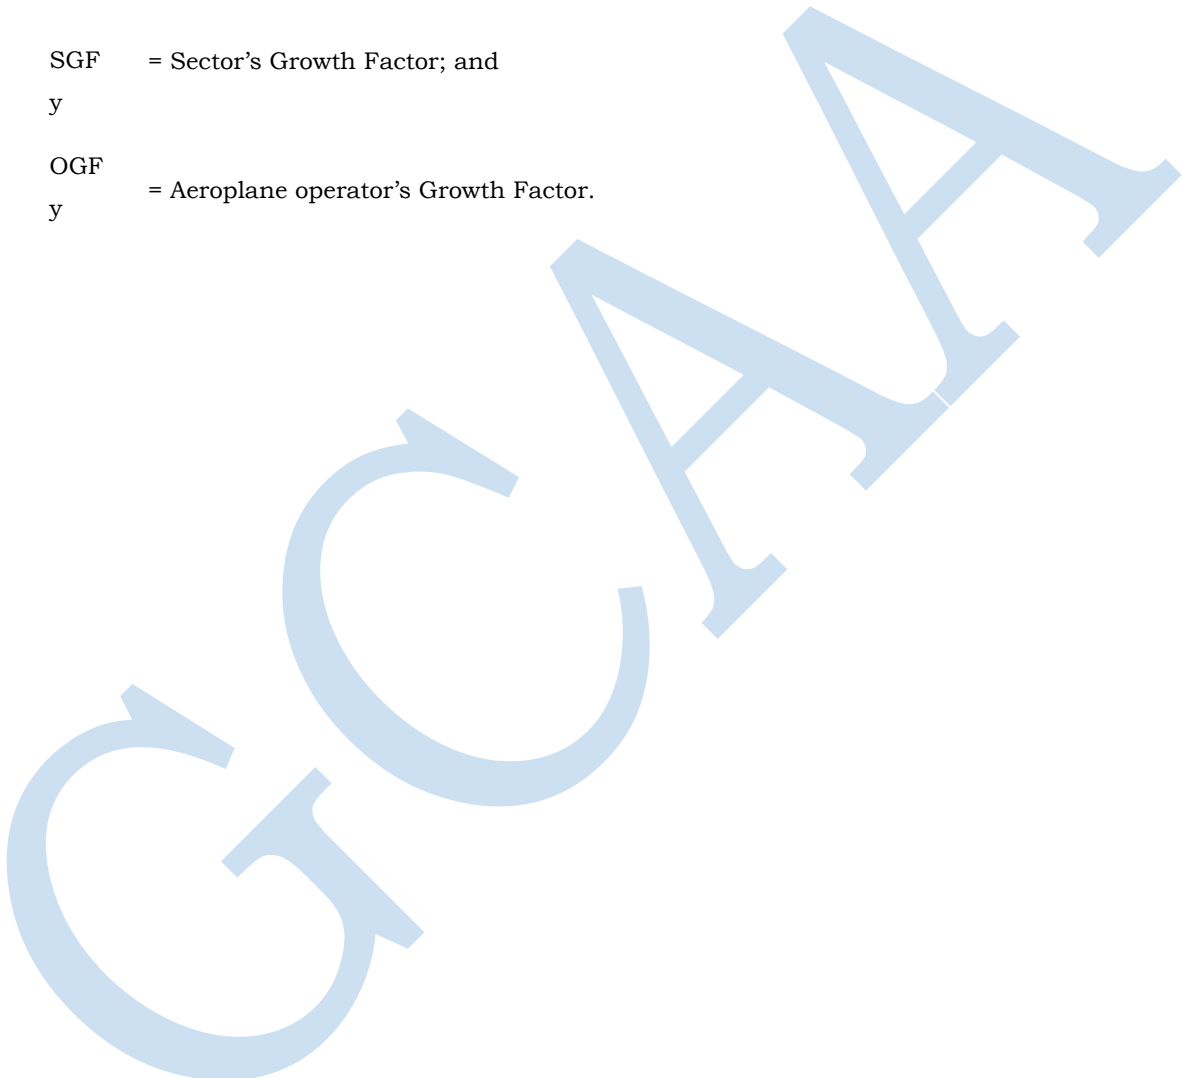 SGF = Sector’s Growth Factor; and
y
OGF
= Aeroplane operator’s Growth Factor.
y
GCAA